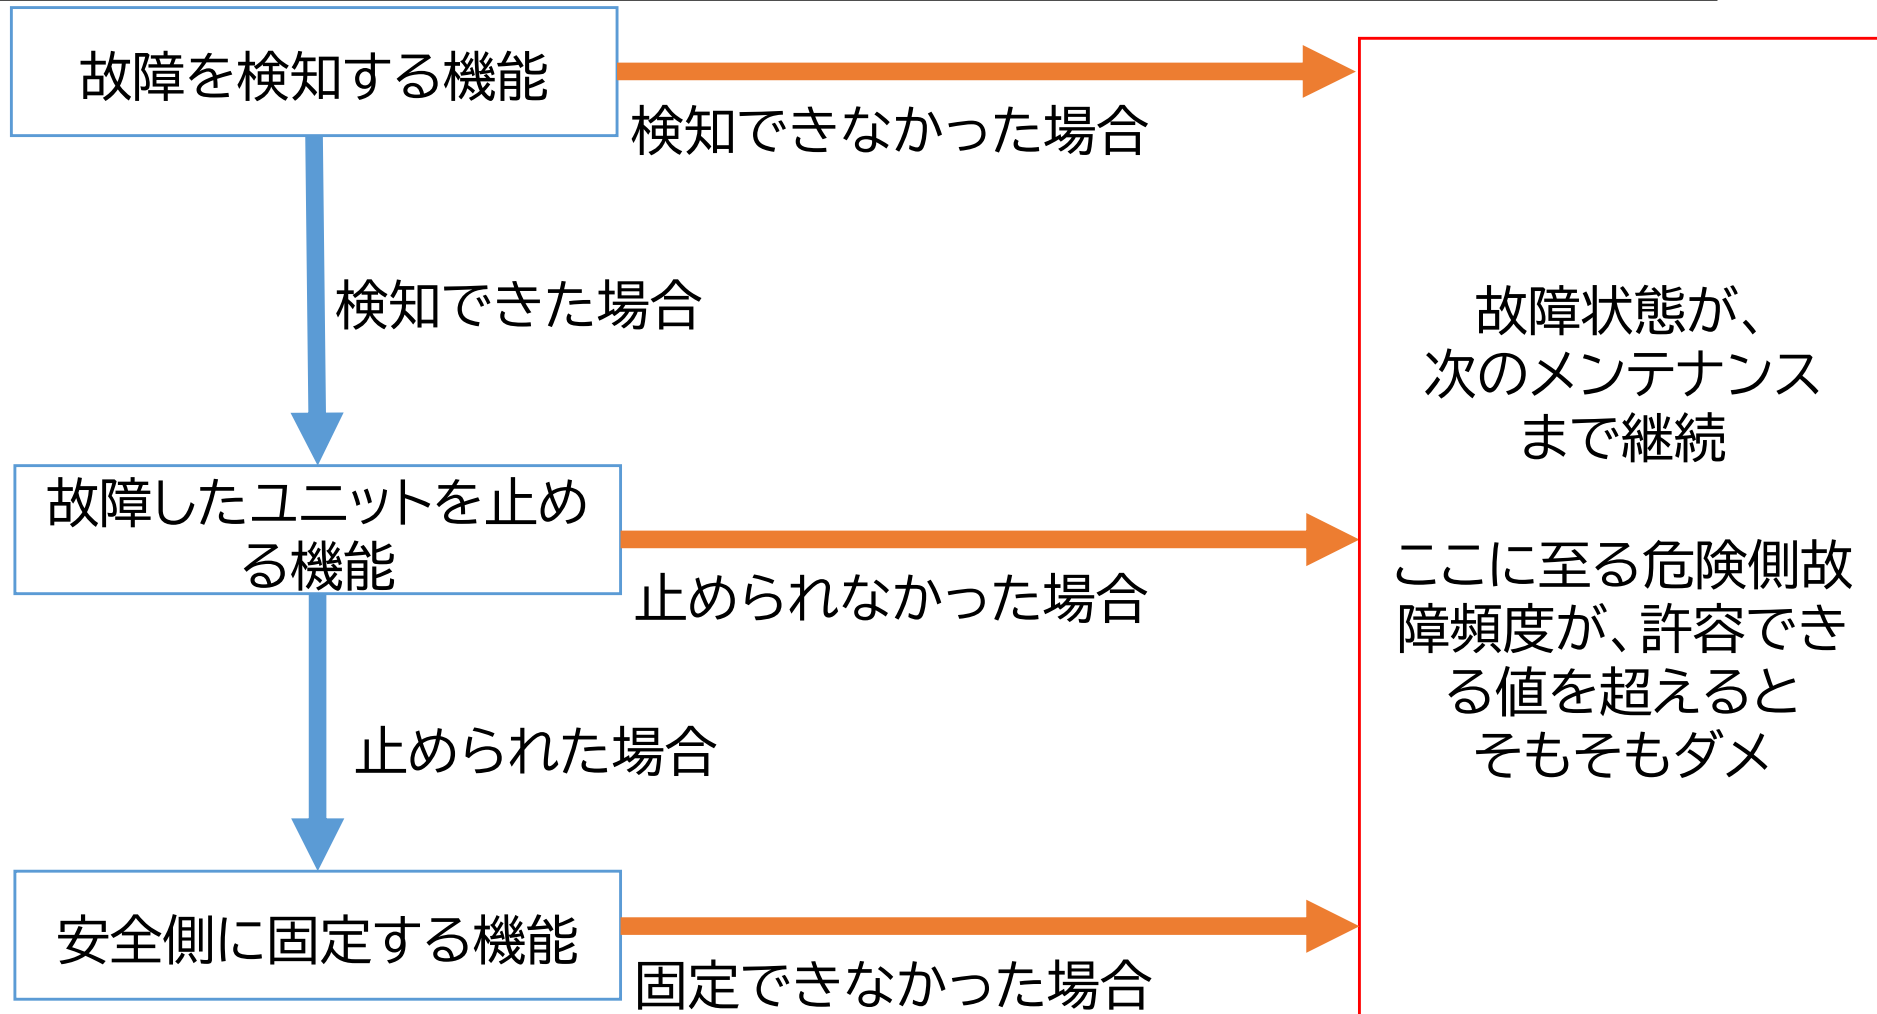 故障を検知する機能
検知できなかった場合
検知できた場合
故障したユニットを止め
る機能
止められなかった場合
止められた場合
安全側に固定する機能
固定できなかった場合
故障状態が、
次のメンテナンス
まで継続
ここに至る危険側故
障頻度が、許容でき
る値を超えると
そもそもダメ